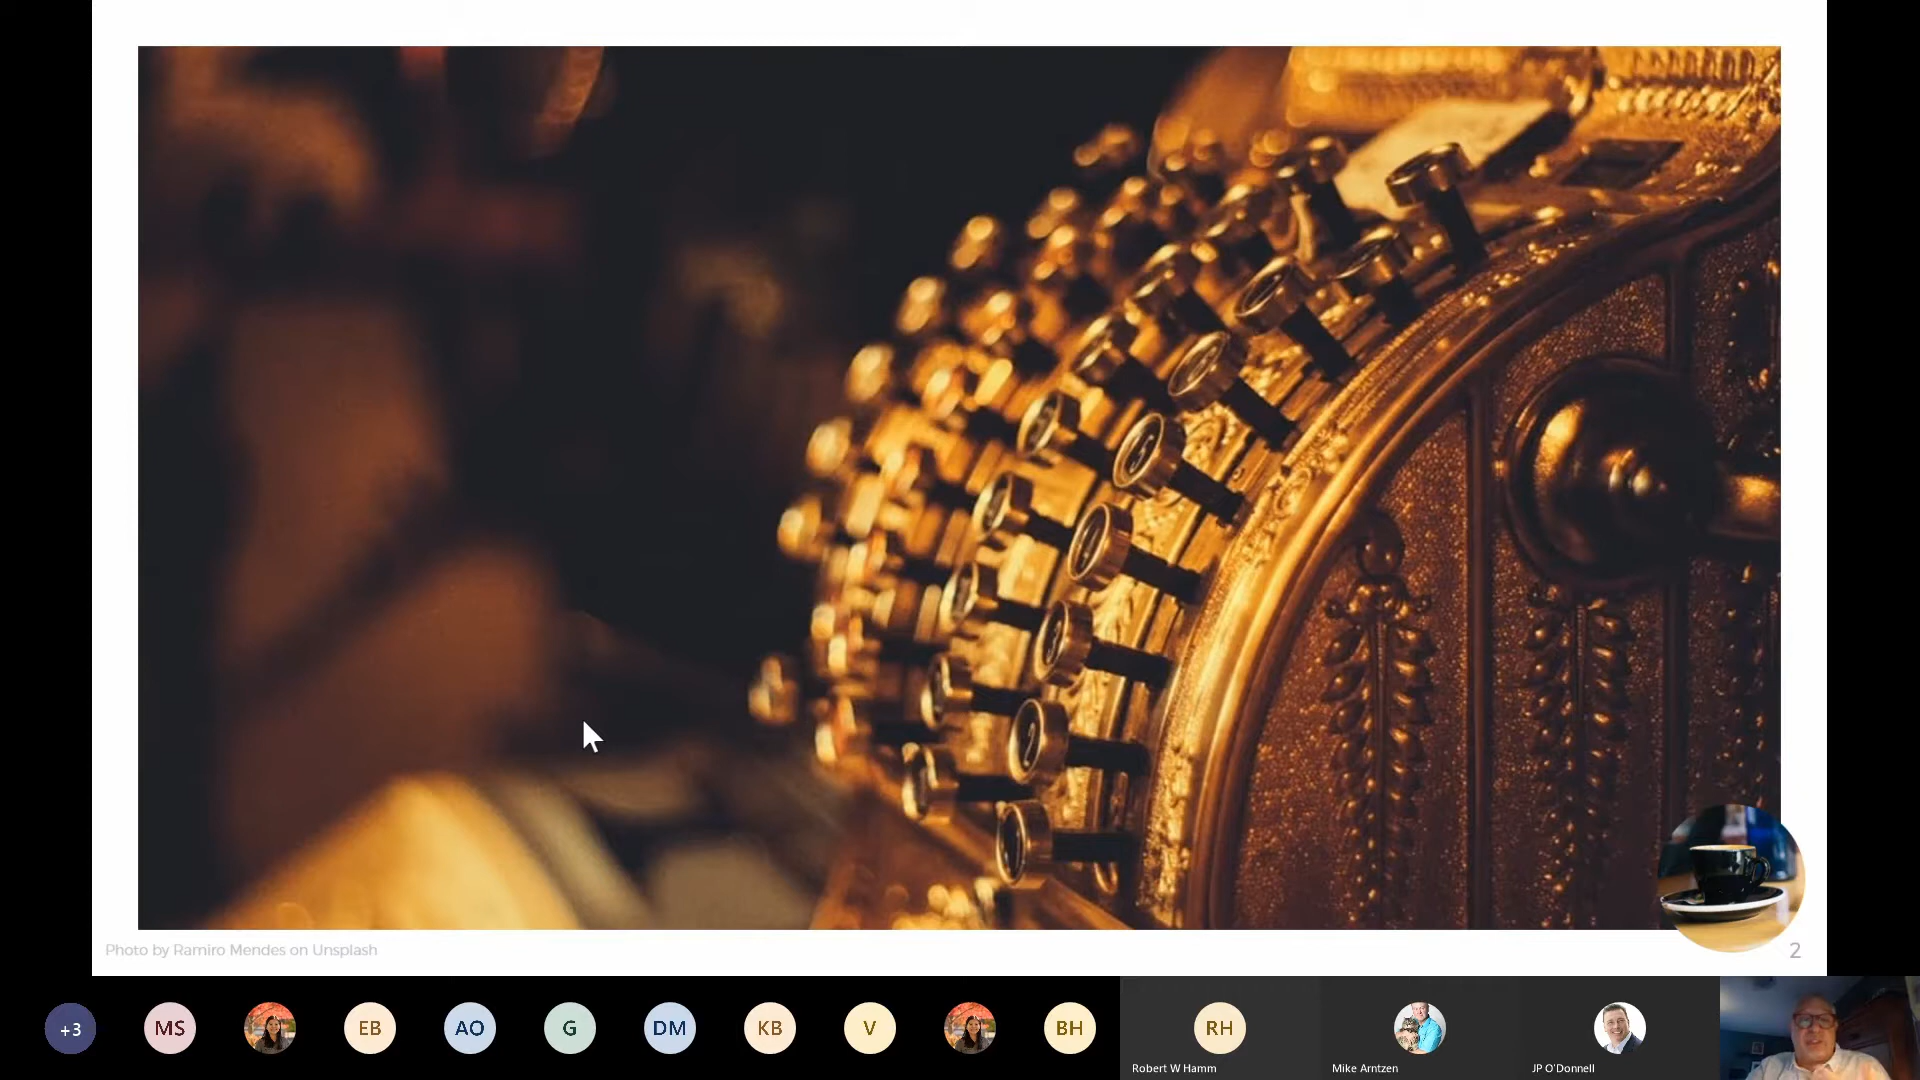 Photo by Ramiro Mendes on Unsplash
2
+3
MS
EB
AO
G
DM
KB
V
BH
RH
Robert W Hamm
Mike Arntzen
JP O'Donnell